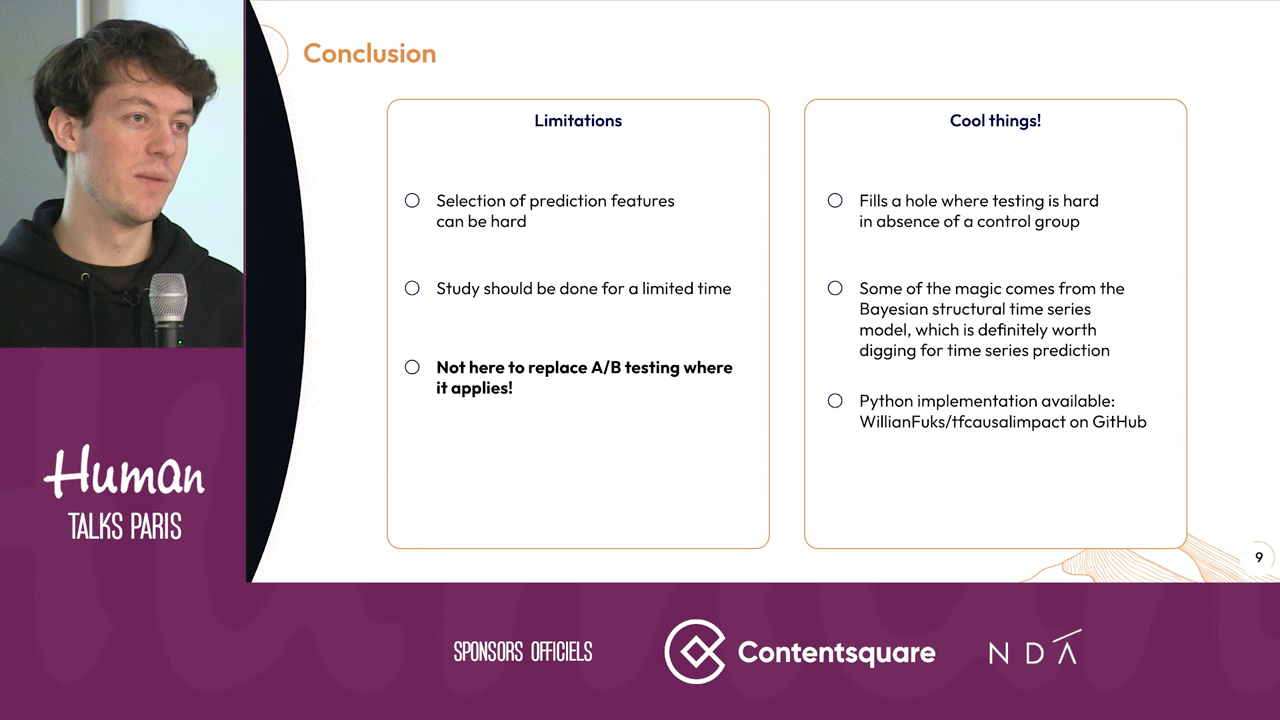 Conclusion
Limitations
Selection of prediction features
can be hard
Study should be done for a limited time
Not here to replace A/B testing where
it applies!
Cool things!
Fills a hole where testing is hard
in absence of a control group
Some of the magic comes from the
Bayesian structural time series
model, which is definitely worth
digging for time series prediction
Python implementation available:
WillianFuks/tfcausalimpact on GitHub
9
Human
TALKS PARIS
SPONSORS OFFICIELS
Contentsquare
NDA